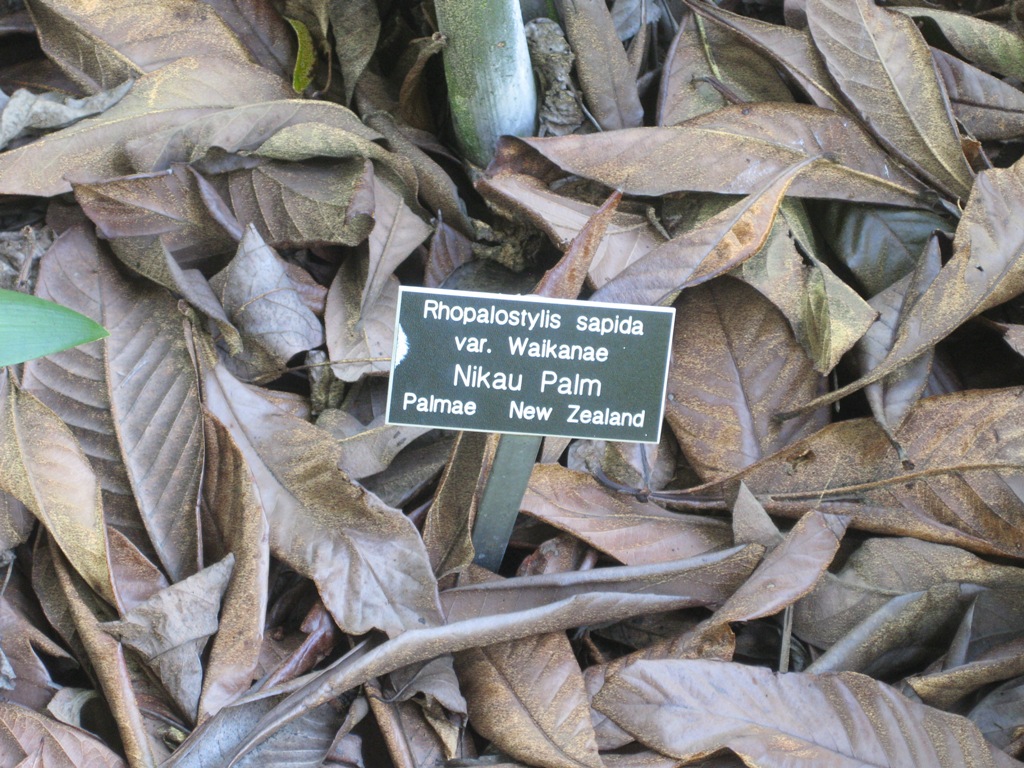 Rhopalostylis sapida
var. Waikanae
Nikau Palm
Palmae New Zealand